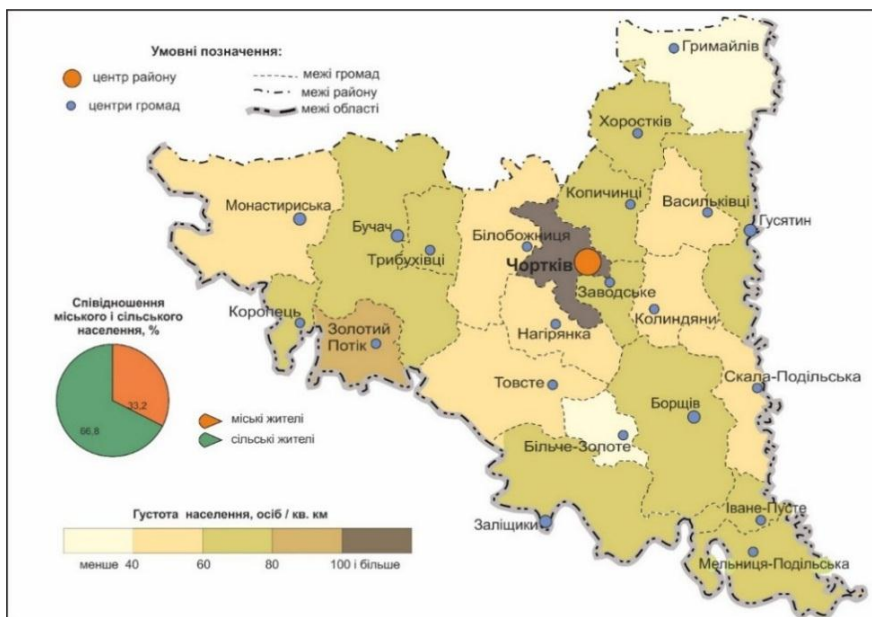 Умовні позначення:
центр району
центри громад
межі громад
межі району
межі області
Гримайлів
Хоростків
Копичинці
Васильківці
Гусятин
Монастириська
Бучач
Трибухівці
Білобожниця
Чортків
Заводське
Колиндяни
Коропець
Золотий
Потік
Нагірянка
Товсте
Скала-Подільська
Борщів
Більче-Золоте
Заліщики
Іване-Пусте
Мельниця-Подільська
Співвідношення
міського і сільського
населення, %
33,2
66,8
міські жителі
сільські жителі
Густота населення, осіб / кв. км
менше 40 60 80 100 і більше